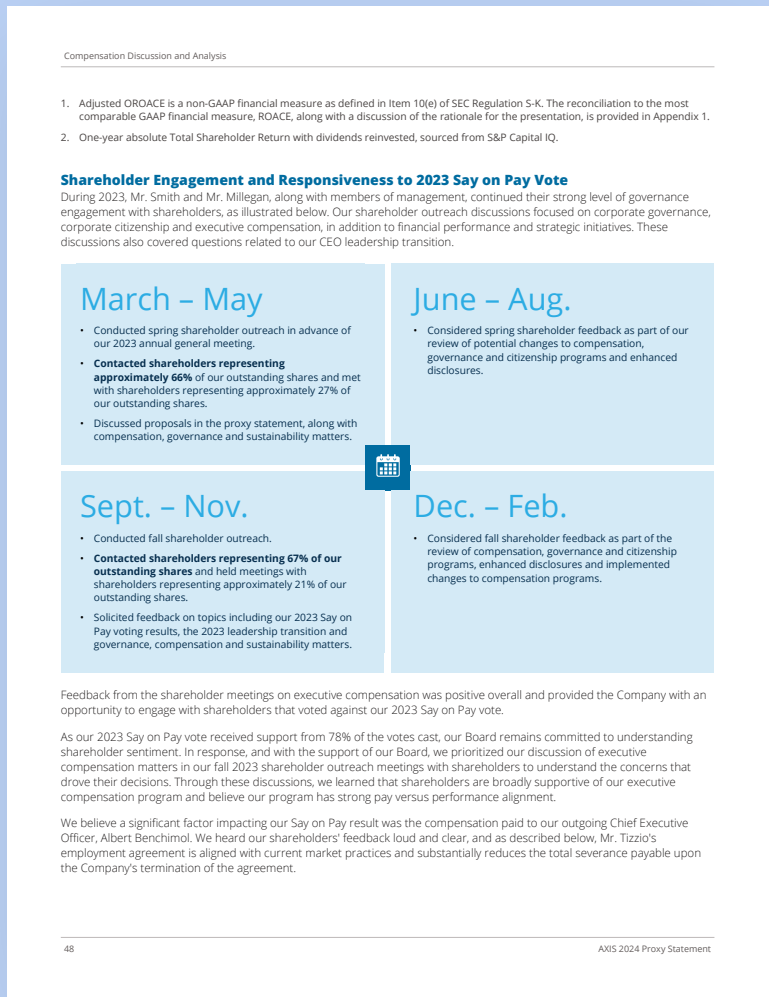 Compensation Discussion and Analysis
1. Adjusted OROACE is a non-GAAP financial measure as defined in Item 10(e) of SEC Regulation S-K. The reconciliation to the most
comparable GAAP financial measure, ROACE, along with a discussion of the rationale for the presentation, is provided in Appendix 1.
2. One-year absolute Total Shareholder Return with dividends reinvested, sourced from S&P Capital IQ.
Shareholder Engagement and Responsiveness to 2023 Say on Pay Vote
During 2023, Mr. Smith and Mr. Millegan, along with members of management, continued their strong level of governance
engagement with shareholders, as illustrated below. Our shareholder outreach discussions focused on corporate governance,
corporate citizenship and executive compensation, in addition to financial performance and strategic initiatives. These
discussions also covered questions related to our CEO leadership transition.
March – May
• Conducted spring shareholder outreach in advance of
our 2023 annual general meeting.
• Contacted shareholders representing
approximately 66% of our outstanding shares and met
with shareholders representing approximately 27% of
our outstanding shares.
• Discussed proposals in the proxy statement, along with
compensation, governance and sustainability matters.
June – Aug.
• Considered spring shareholder feedback as part of our
review of potential changes to compensation,
governance and citizenship programs and enhanced
disclosures.
Sept. – Nov.
• Conducted fall shareholder outreach.
• Contacted shareholders representing 67% of our
outstanding shares and held meetings with
shareholders representing approximately 21% of our
outstanding shares.
• Solicited feedback on topics including our 2023 Say on
Pay voting results, the 2023 leadership transition and
governance, compensation and sustainability matters.
Dec. – Feb.
• Considered fall shareholder feedback as part of the
review of compensation, governance and citizenship
programs, enhanced disclosures and implemented
changes to compensation programs.
Feedback from the shareholder meetings on executive compensation was positive overall and provided the Company with an
opportunity to engage with shareholders that voted against our 2023 Say on Pay vote.
As our 2023 Say on Pay vote received support from 78% of the votes cast, our Board remains committed to understanding
shareholder sentiment. In response, and with the support of our Board, we prioritized our discussion of executive
compensation matters in our fall 2023 shareholder outreach meetings with shareholders to understand the concerns that
drove their decisions. Through these discussions, we learned that shareholders are broadly supportive of our executive
compensation program and believe our program has strong pay versus performance alignment.
We believe a significant factor impacting our Say on Pay result was the compensation paid to our outgoing Chief Executive
Officer, Albert Benchimol. We heard our shareholders' feedback loud and clear, and as described below, Mr. Tizzio's
employment agreement is aligned with current market practices and substantially reduces the total severance payable upon
the Company's termination of the agreement.
48
AXIS 2024 Proxy Statement